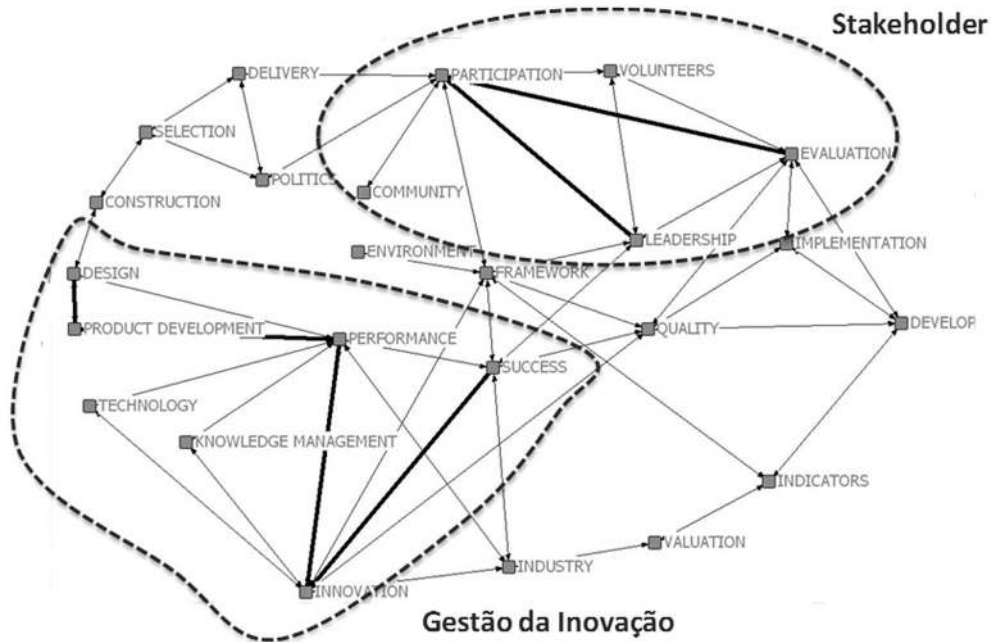 Stakeholder
DELIVERY
PARTICIPATION
VOLUNTEERS
SELECTION
EVALUATION
POLITICS
COMMUNITY
CONSTRUCTION
LEADERSHIP
IMPLEMENTATION
ENVIRONMENT
DESIGN
FRAMEWORK
PRODUCT DEVELOPMENT
PERFORMANCE
QUALITY
DEVELOP
SUCCESS
TECHNOLOGY
KNOWLEDGE MANAGEMENT
INDICATORS
VALUATION
INDUSTRY
INNOVATION
Gestão da Inovação